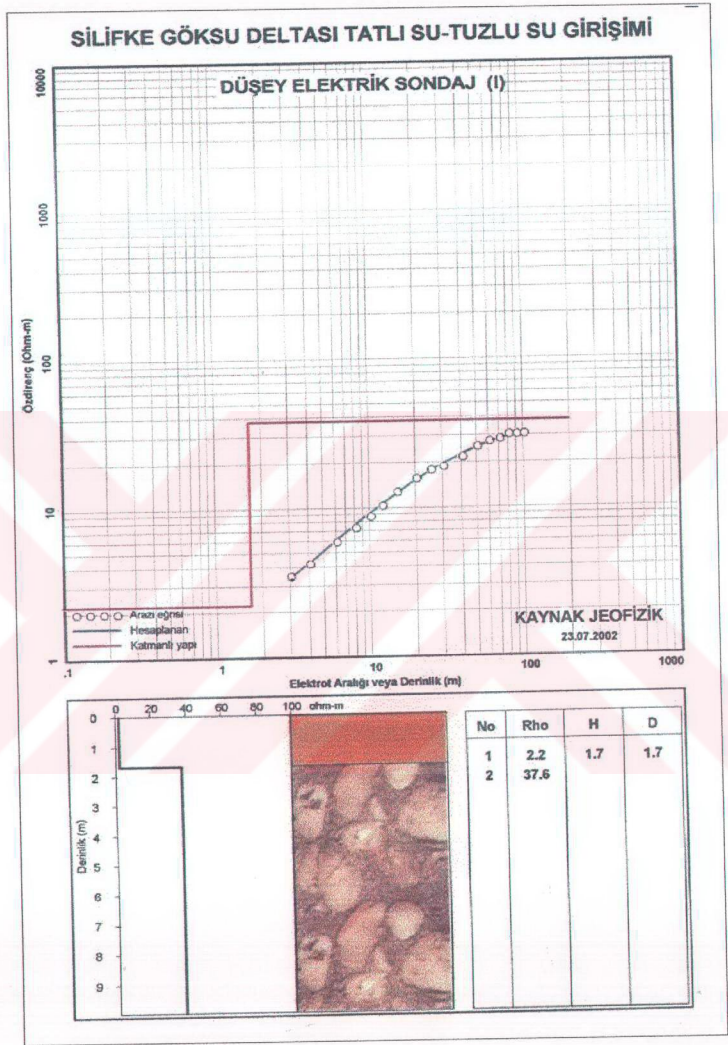 SİLİFKE GÖKSU DELTASI TATLI SU-TUZLU SU GİRİŞİMİ
DÜŞEY ELEKTRİK SONDAJ (I)
Özdirenç (Ohm-m)
10000
1000
100
10
1
Arazi eğrisi
Hesaplanan
Katmanlı yapı
KAYNAK JEOFİZİK
23.07.2002
.1 1 10 100 1000
Elektrot Aralığı veya Derinlik (m)
0 20 40 60 80 100 ohm-m
Derinlik (m)
0
1
2
3
4
5
6
7
8
9
No Rho H D
1 2.2 1.7 1.7
2 37.6